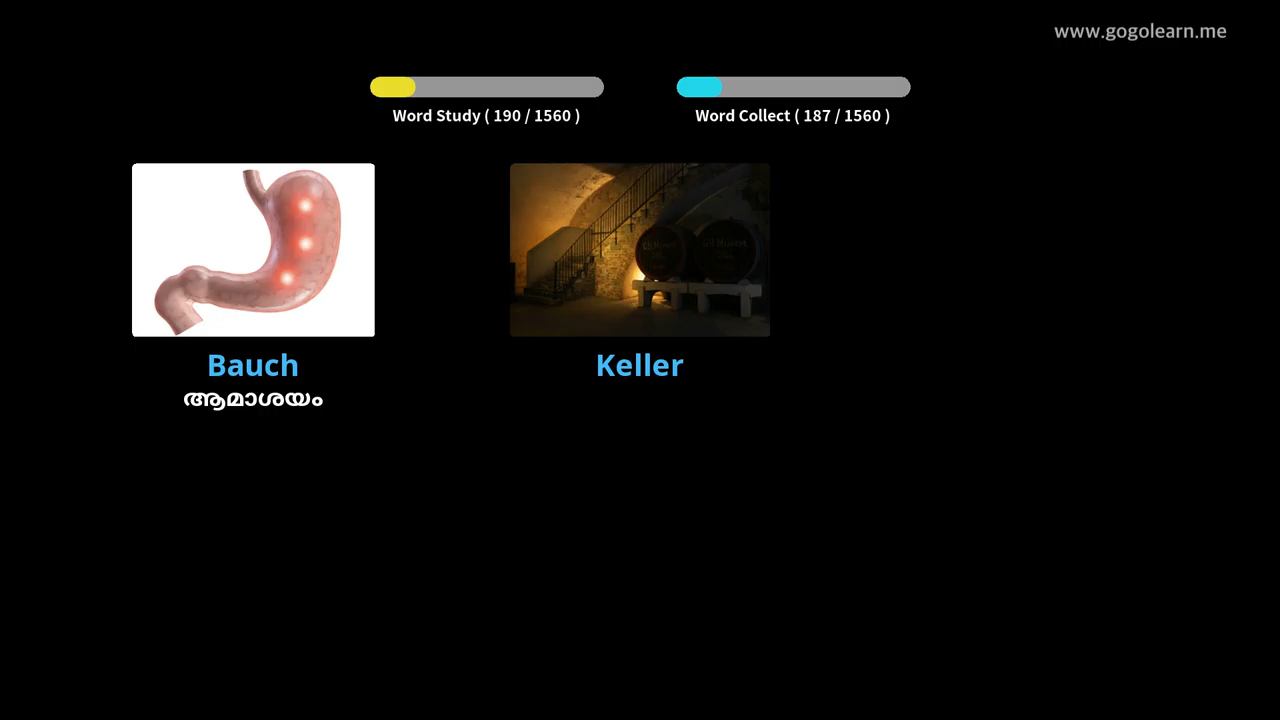 www.gogolearn.me
Word Study ( 190 / 1560 )
Word Collect ( 187 / 1560 )
Bauch
ആമാശയം
Keller